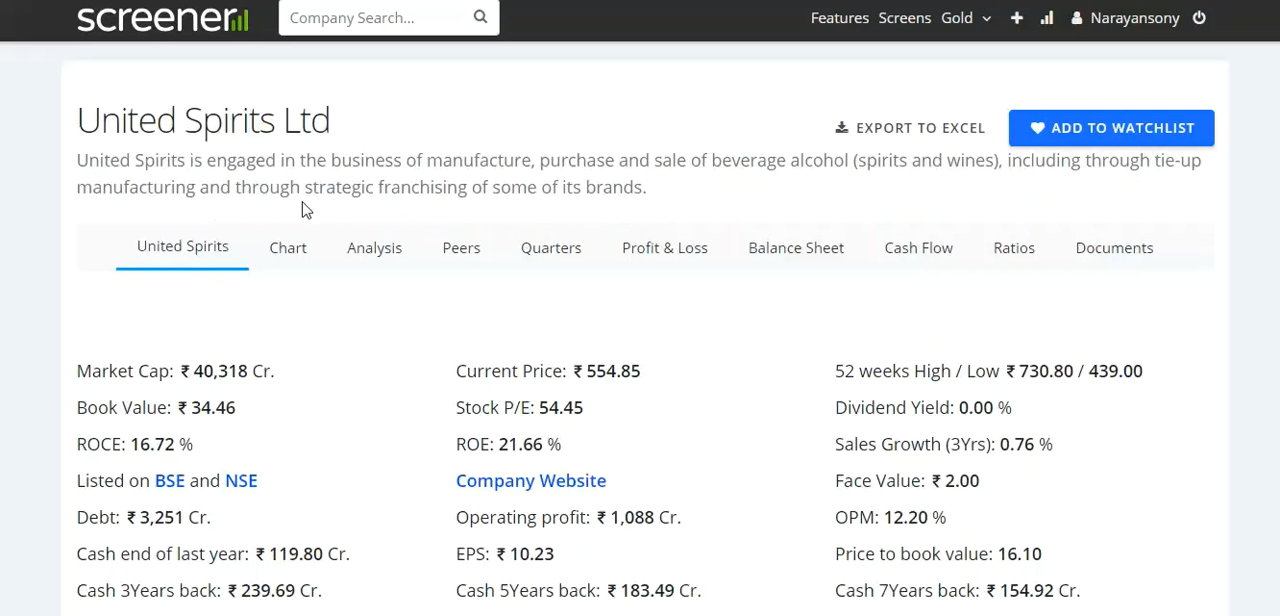 screener
Company Search...
Features Screens Gold Narayansony
United Spirits Ltd
EXPORT TO EXCEL
ADD TO WATCHLIST
United Spirits is engaged in the business of manufacture, purchase and sale of beverage alcohol (spirits and wines), including through tie-up
manufacturing and through strategic franchising of some of its brands.
United Spirits Chart Analysis Peers Quarters Profit & Loss Balance Sheet Cash Flow Ratios Documents
Market Cap: ₹ 40,318 Cr. Current Price: ₹ 554.85 52 weeks High / Low ₹ 730.80 / 439.00
Book Value: ₹ 34.46 Stock P/E: 54.45 Dividend Yield: 0.00 %
ROCE: 16.72 % ROE: 21.66 % Sales Growth (3Yrs): 0.76 %
Listed on BSE and NSE Company Website Face Value: ₹ 2.00
Debt: ₹ 3,251 Cr. Operating profit: ₹ 1,088 Cr. OPM: 12.20 %
Cash end of last year: ₹ 119.80 Cr. EPS: ₹ 10.23 Price to book value: 16.10
Cash 3Years back: ₹ 239.69 Cr. Cash 5Years back: ₹ 183.49 Cr. Cash 7Years back: ₹ 154.92 Cr.